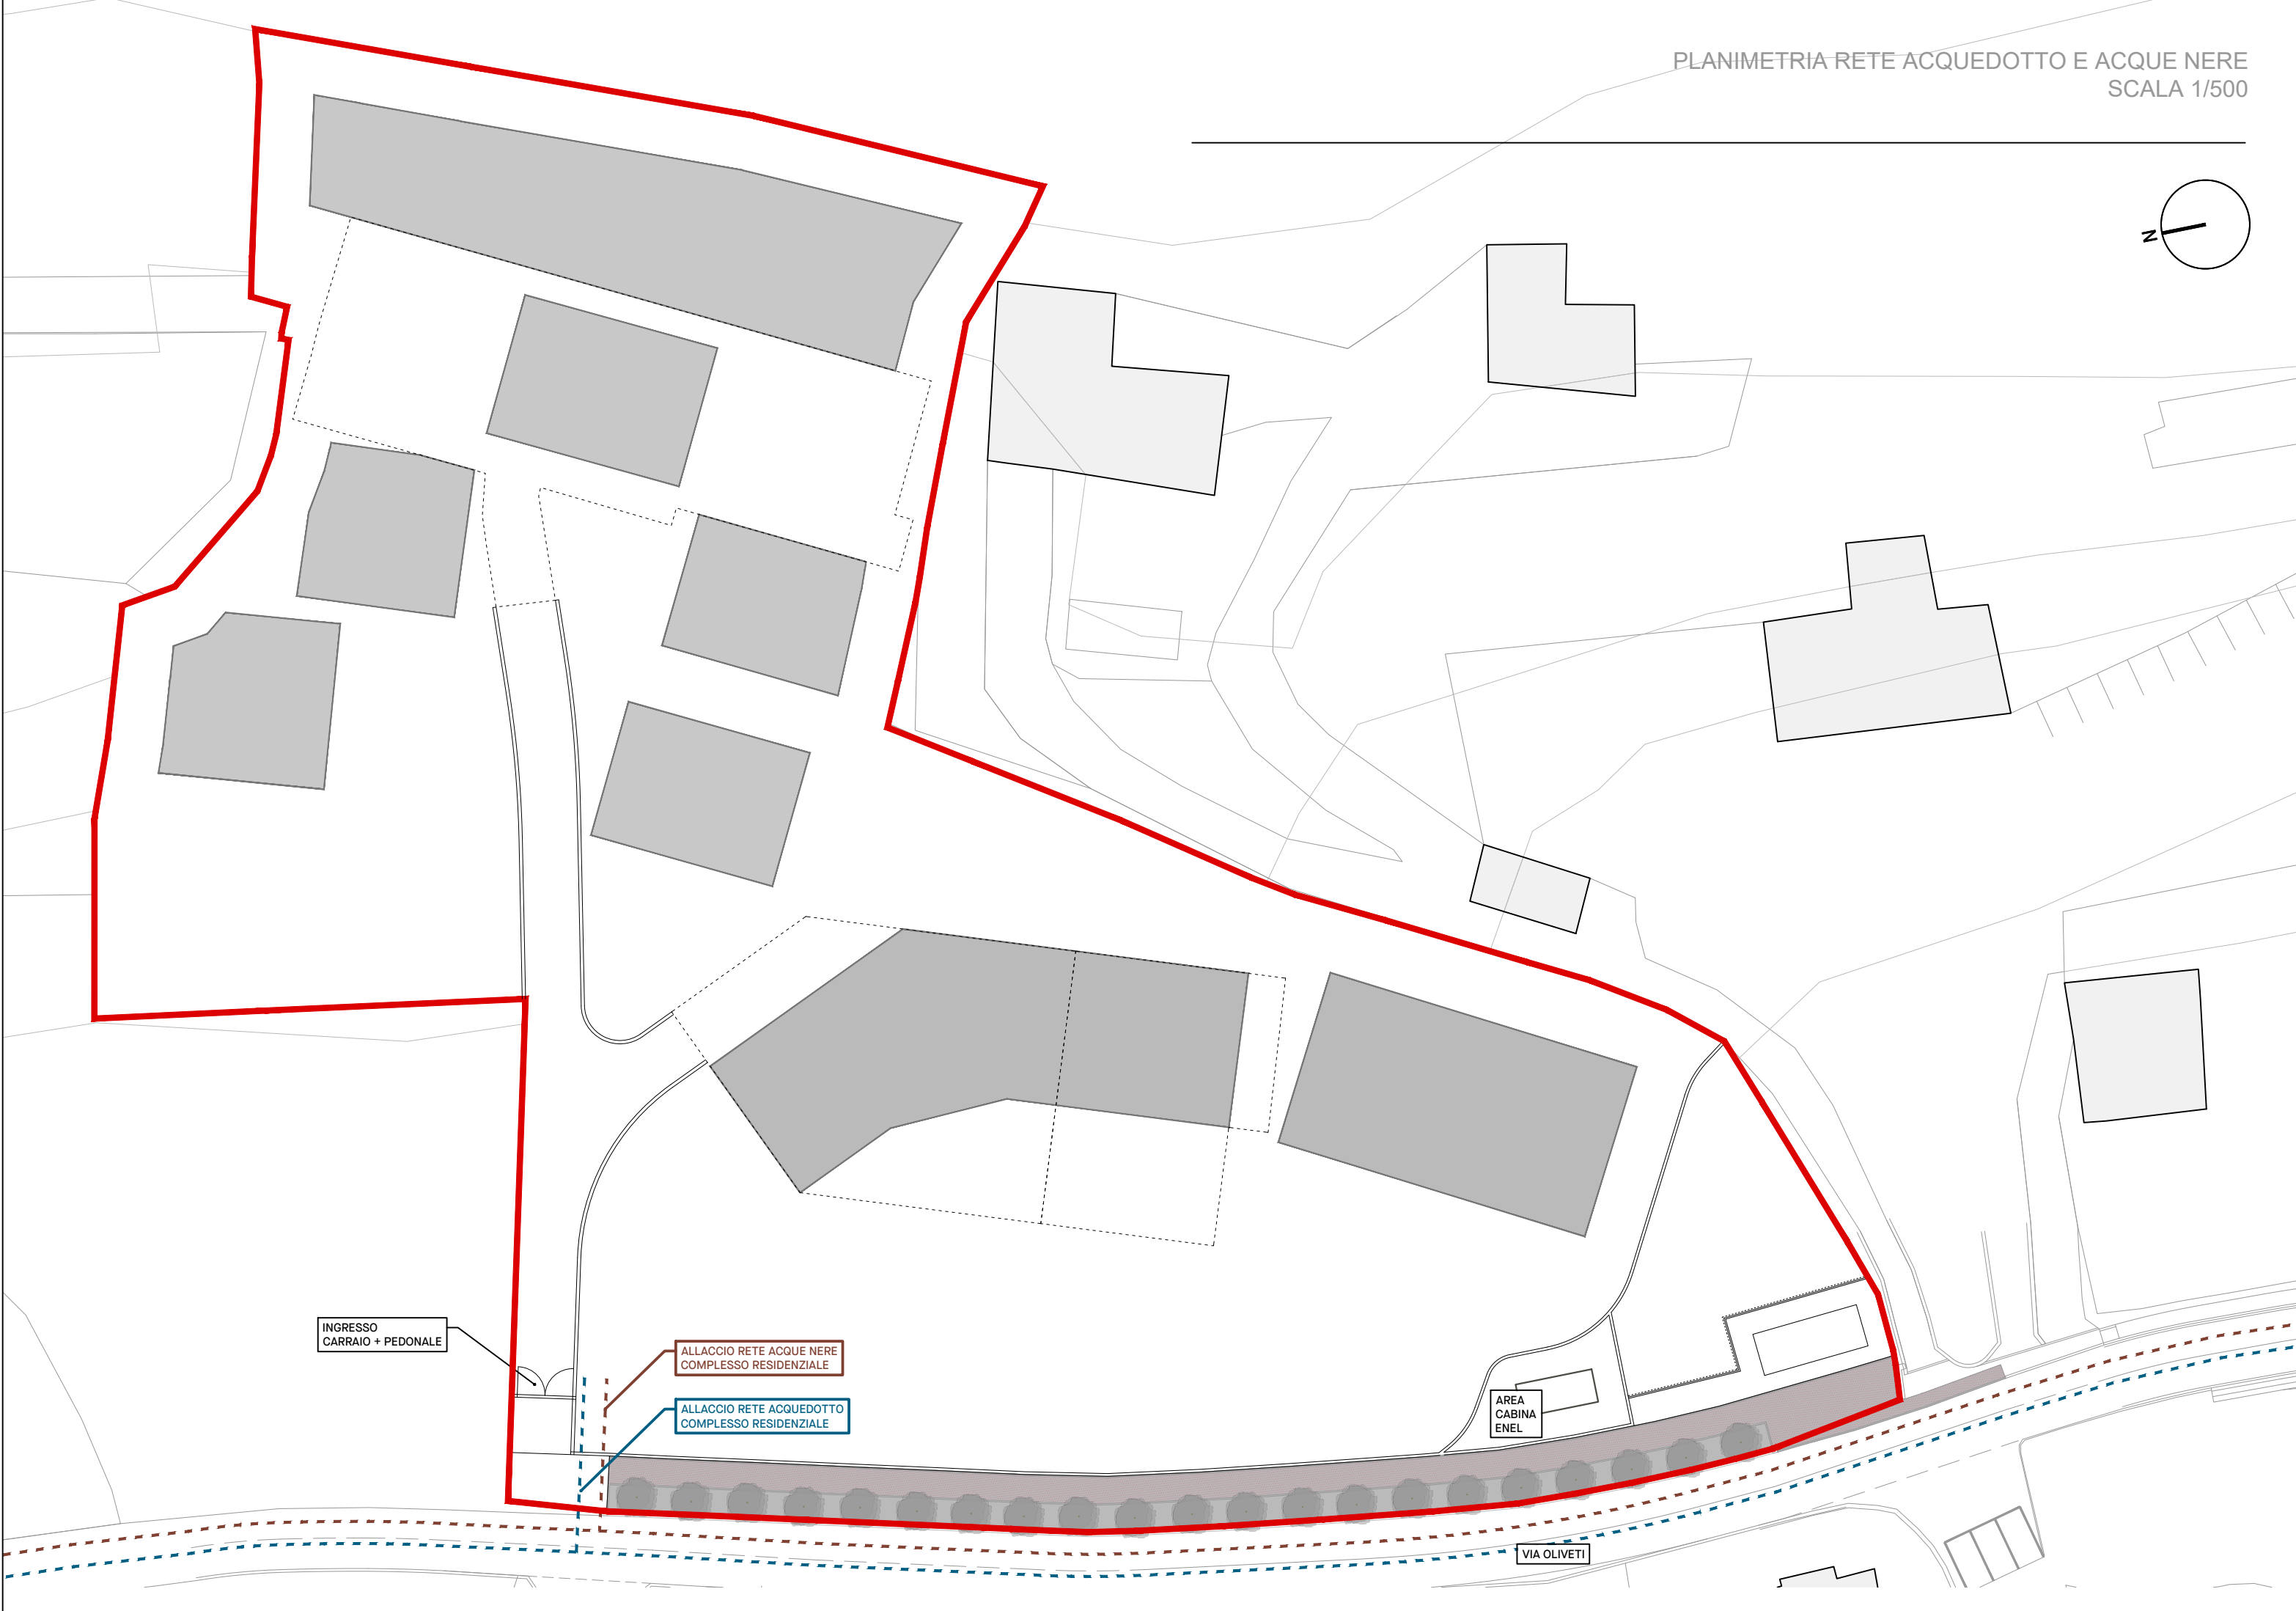 PLANIMETRIA RETE ACQUEDOTTO E ACQUE NERE
SCALA 1/500
N
INGRESSO
CARRAIO + PEDONALE
ALLACCIO RETE ACQUE NERE
COMPLESSO RESIDENZIALE
ALLACCIO RETE ACQUEDOTTO
COMPLESSO RESIDENZIALE
AREA
CABINA
ENEL
VIA OLIVETI